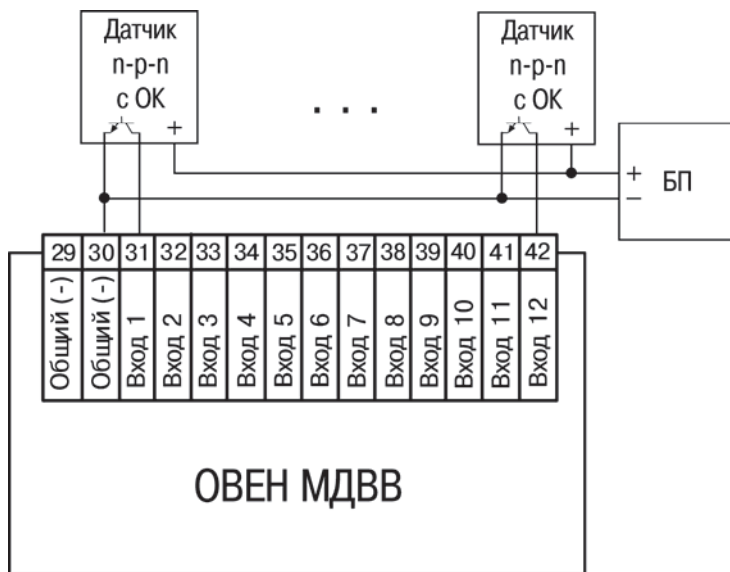 Датчик
n-p-n
с ОК
+
. . .
Датчик
n-p-n
с ОК
+
+
−
БП
29 30 31 32 33 34 35 36 37 38 39 40 41 42
Общий (-)
Общий (-)
Вход 1
Вход 2
Вход 3
Вход 4
Вход 5
Вход 6
Вход 7
Вход 8
Вход 9
Вход 10
Вход 11
Вход 12
ОВЕН МДВВ